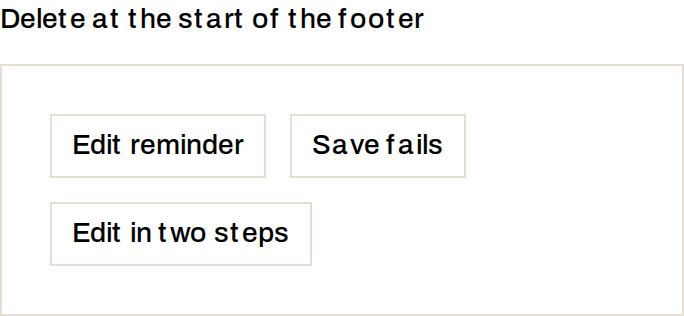 Delete at the start of the footer
Edit reminder
Save fails
Edit in two steps